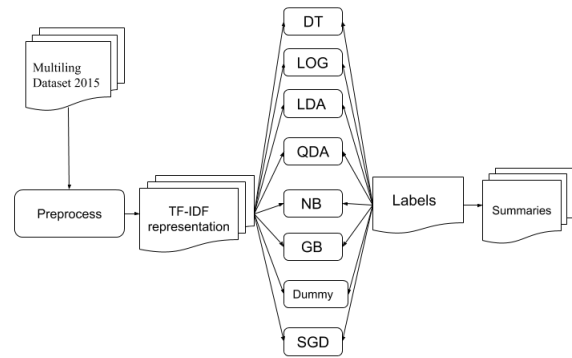 Multiling
Dataset 2015
Preprocess
TF-IDF
representation
DT
LOG
LDA
QDA
NB
GB
Dummy
SGD
Labels
Summaries